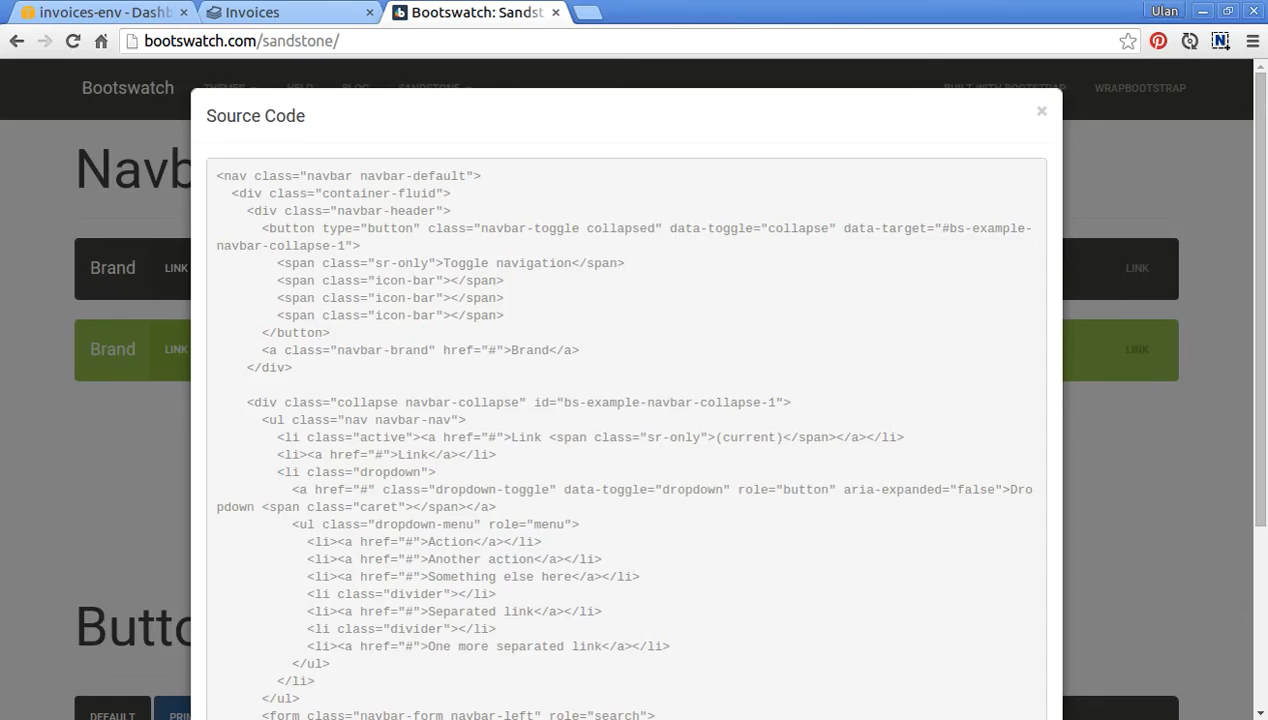 invoices-env - Dashb
Invoices
Bootswatch: Sandst
Ulan
bootswatch.com/sandstone/
Bootswatch
THEMES
HELP
BLOG
SANDSTONE
BUILT WITH BOOTSTRAP
WRAPBOOTSTRAP
Source Code
×
Navb
Brand
LINK
LINK
Brand
LINK
LINK
<nav class="navbar navbar-default">
<div class="container-fluid">
<div class="navbar-header">
<button type="button" class="navbar-toggle collapsed" data-toggle="collapse" data-target="#bs-example-
navbar-collapse-1">
<span class="sr-only">Toggle navigation</span>
<span class="icon-bar"></span>
<span class="icon-bar"></span>
<span class="icon-bar"></span>
</button>
<a class="navbar-brand" href="#">Brand</a>
</div>
<div class="collapse navbar-collapse" id="bs-example-navbar-collapse-1">
<ul class="nav navbar-nav">
<li class="active"><a href="#">Link <span class="sr-only">(current)</span></a></li>
<li><a href="#">Link</a></li>
<li class="dropdown">
<a href="#" class="dropdown-toggle" data-toggle="dropdown" role="button" aria-expanded="false">Dro
pdown <span class="caret"></span></a>
<ul class="dropdown-menu" role="menu">
<li><a href="#">Action</a></li>
<li><a href="#">Another action</a></li>
<li><a href="#">Something else here</a></li>
<li class="divider"></li>
<li><a href="#">Separated link</a></li>
<li class="divider"></li>
<li><a href="#">One more separated link</a></li>
</ul>
</li>
</ul>
<form class="navbar-form navbar-left" role="search">
Butto
DEFAULT
PRI